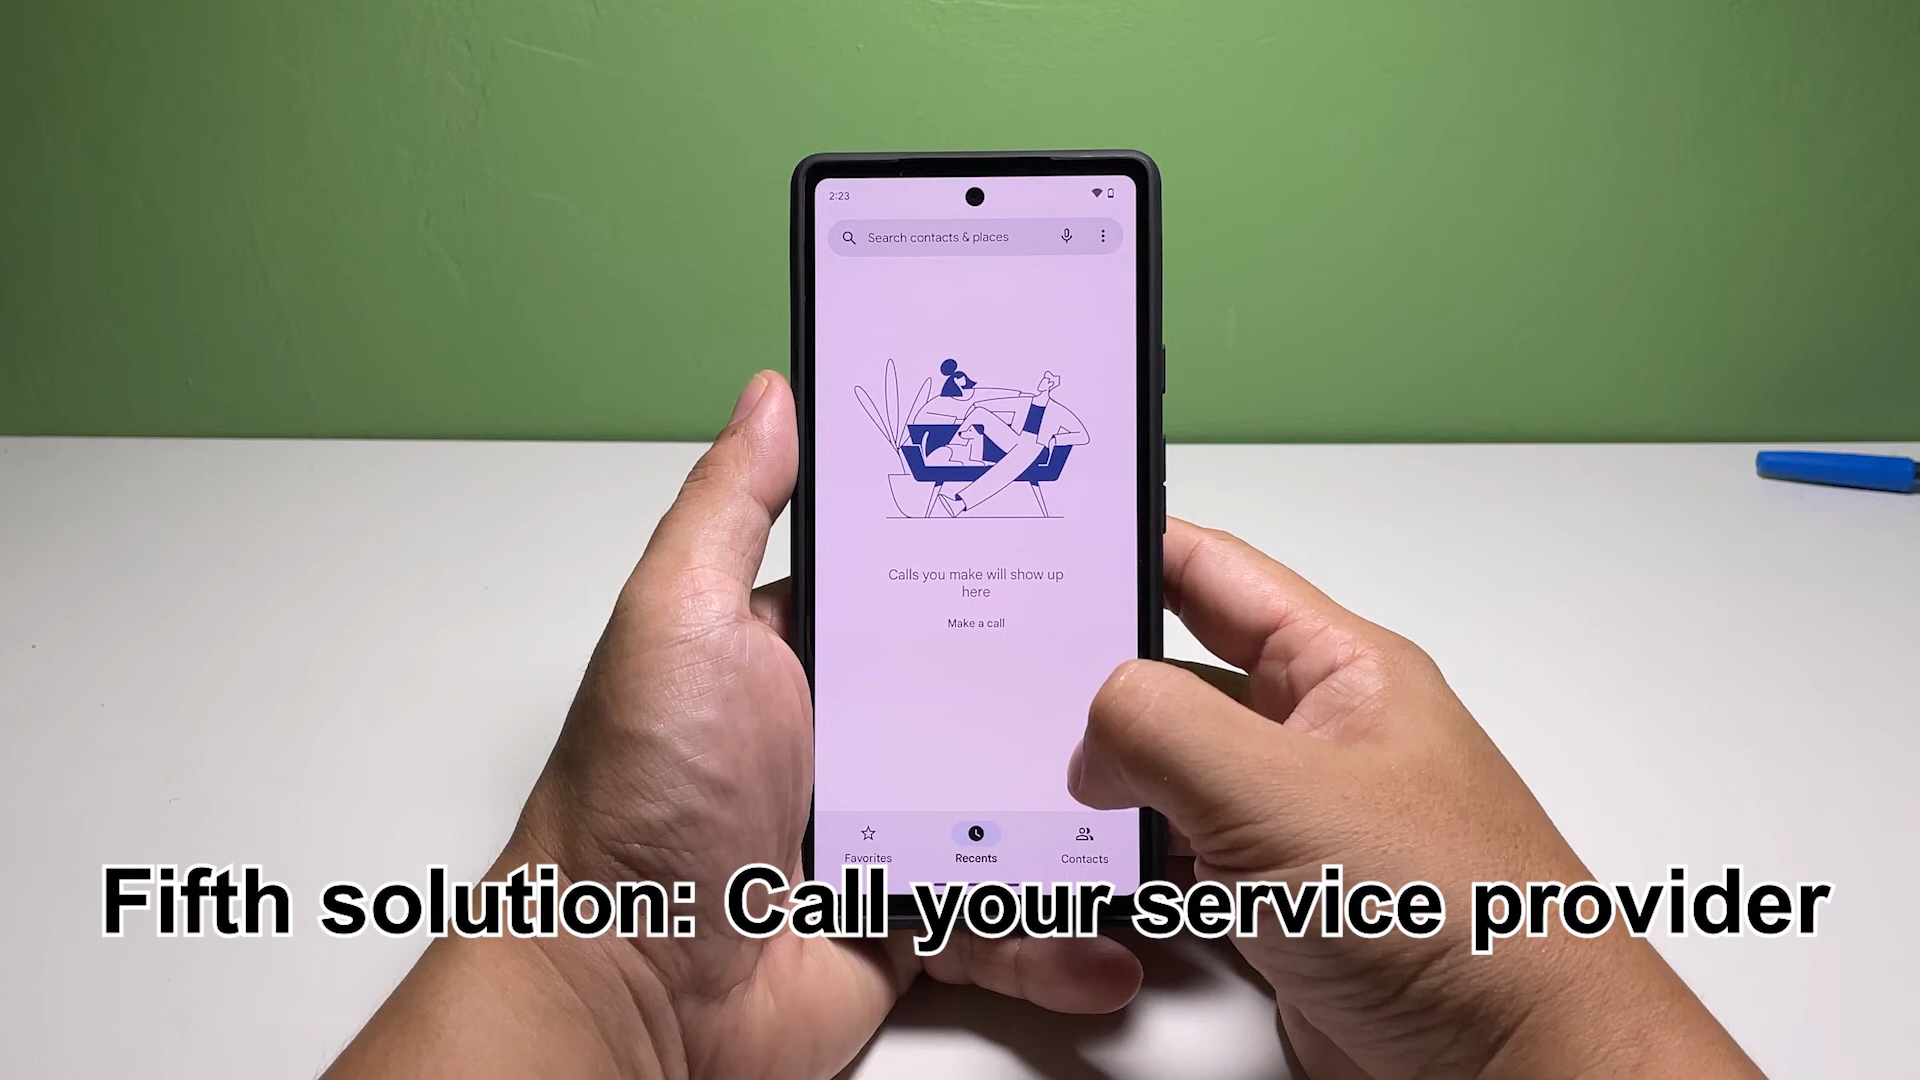 2:23
Search contacts & places
Calls you make will show up
here
Make a call
Favorites
Recents
Contacts
Fifth solution: Call your service provider